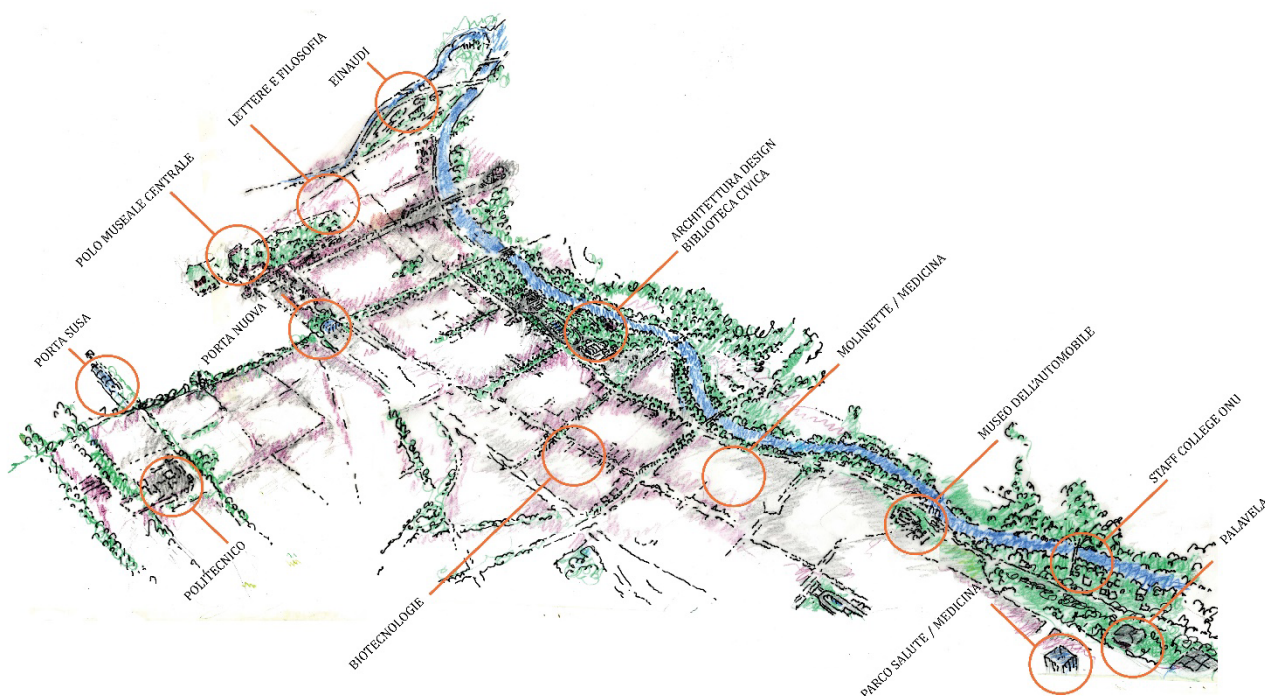 EINAUDI
LETTERE E FILOSOFIA
POLO MUSEALE CENTRALE
PORTA SUSA
PORTA NUOVA
ARCHITETTURA DESIGN
BIBLIOTECA CIVICA
MOLINETTE / MEDICINA
MUSEO DELL'AUTOMOBILE
STAFF COLLEGE ONU
PALAVELA
POLITECNICO
BIOTECNOLOGIE
PARCO SALUTE / MEDICINA